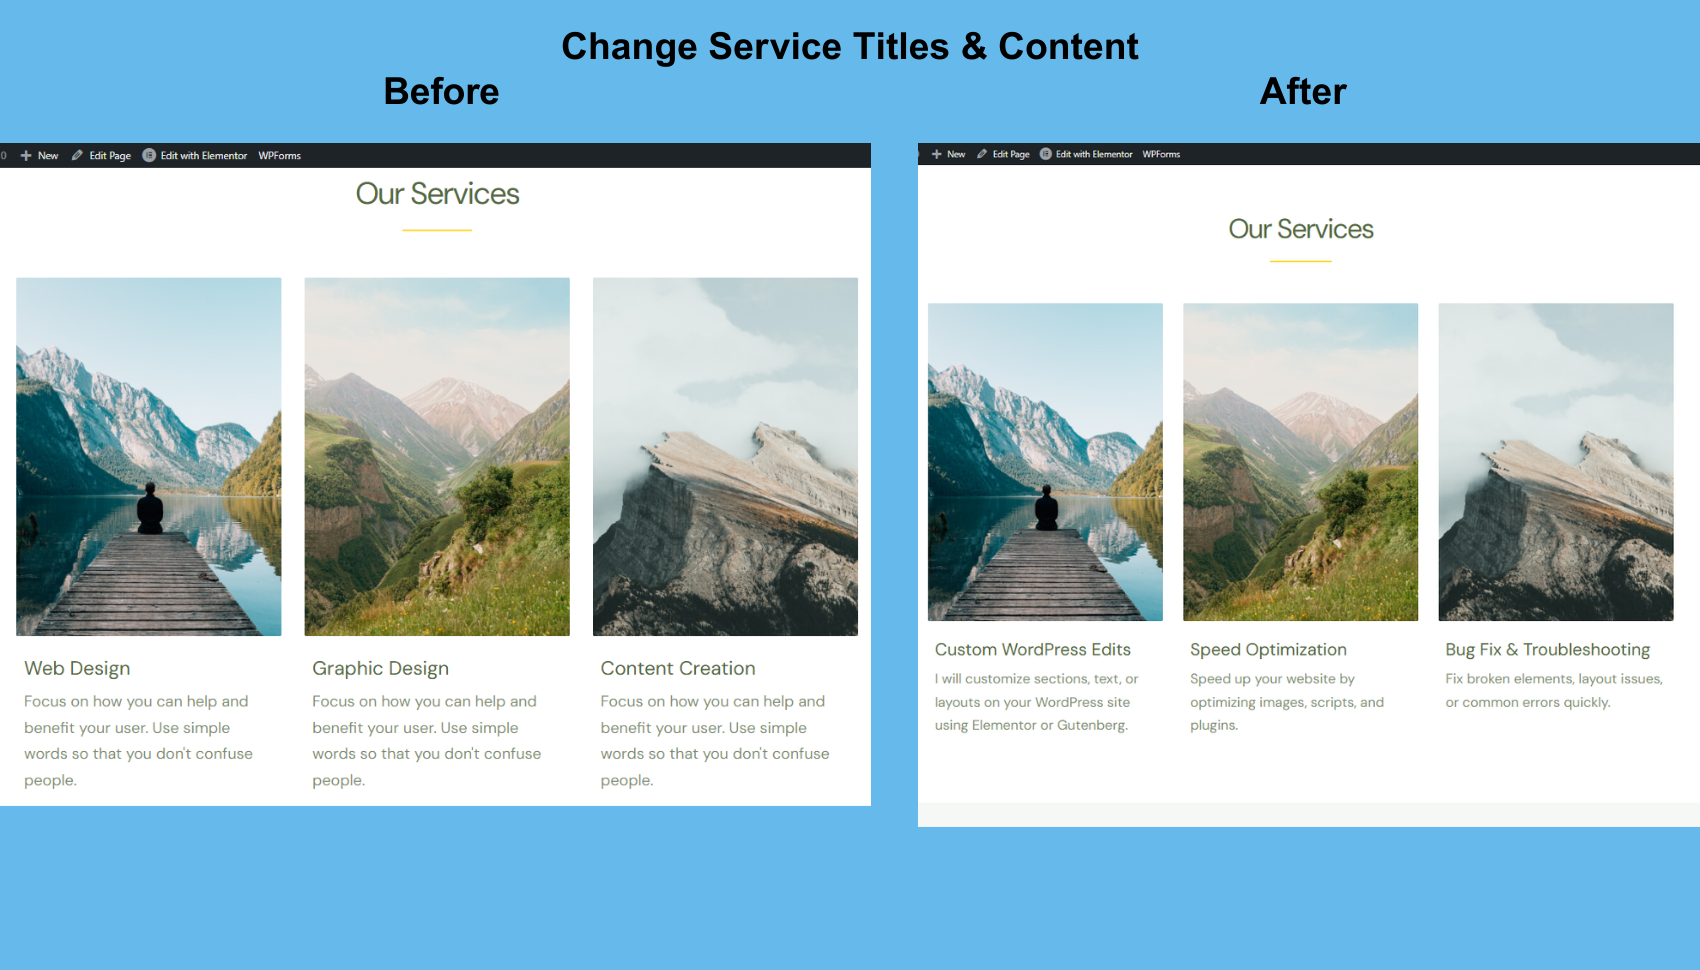 Change Service Titles & Content
Before
After
0 New Edit Page Edit with Elementor WPForms
Our Services
Web Design
Focus on how you can help and
benefit your user. Use simple
words so that you don't confuse
people.
Graphic Design
Focus on how you can help and
benefit your user. Use simple
words so that you don't confuse
people.
Content Creation
Focus on how you can help and
benefit your user. Use simple
words so that you don't confuse
people.
New Edit Page Edit with Elementor WPForms
Our Services
Custom WordPress Edits
I will customize sections, text, or
layouts on your WordPress site
using Elementor or Gutenberg.
Speed Optimization
Speed up your website by
optimizing images, scripts, and
plugins.
Bug Fix & Troubleshooting
Fix broken elements, layout issues,
or common errors quickly.